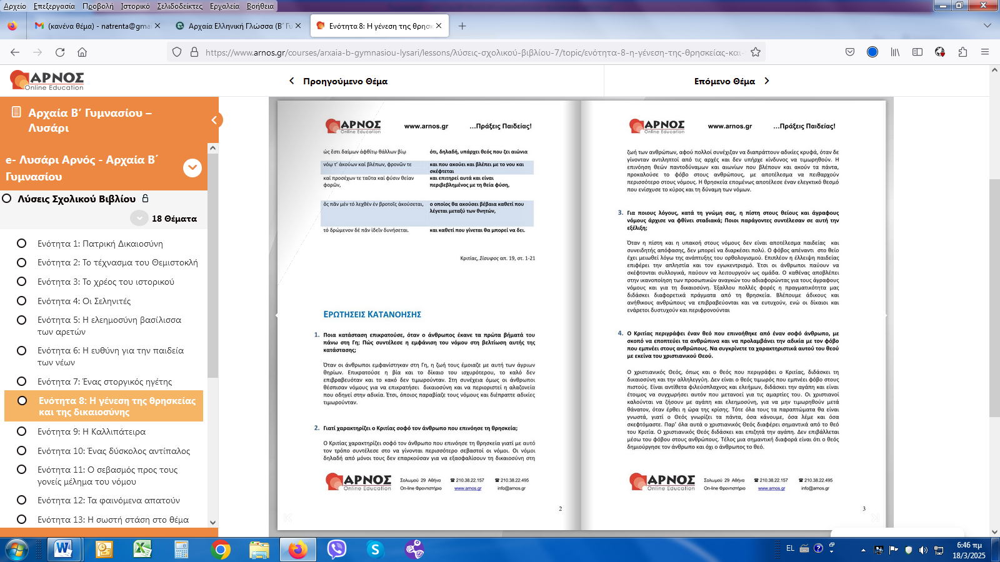 Αρχείο Επεξεργασία Προβολή Ιστορικό Σελιδοδείκτες Εργαλεία Βοήθεια
(κανένα θέμα) - natrenta@gma
Αρχαία Ελληνική Γλώσσα (Β΄ Γυ
Ενότητα 8: Η γένεση της θρησκ
https://www.arnos.gr/courses/arxaia-b-gymnasiou-lysari/lessons/λύσεις-σχολικού-βιβλίου-7/topic/ενότητα-8-η-γένεση-της-θρησκείας-και-
ΑΡΝΟΣ
Online Education
Προηγούμενο Θέμα
Επόμενο Θέμα
Αρχαία Β΄ Γυμνασίου –
Λυσάρι
e- Λυσάρι Αρνός - Αρχαία Β΄
Γυμνασίου
Λύσεις Σχολικού Βιβλίου
18 Θέματα
Ενότητα 1: Πατρική Δικαιοσύνη
Ενότητα 2: Το τέχνασμα του Θεμιστοκλή
Ενότητα 3: Το χρέος του ιστορικού
Ενότητα 4: Οι Σεληνιτές
Ενότητα 5: Η ελεημοσύνη βασίλισσα
των αρετών
Ενότητα 6: Η ευθύνη για την παιδεία
των νέων
Ενότητα 7: Ένας στοργικός ηγέτης
Ενότητα 8: Η γένεση της θρησκείας
και της δικαιοσύνης
Ενότητα 9: Η Καλλιπάτειρα
Ενότητα 10: Ένας δύσκολος αντίπαλος
Ενότητα 11: Ο σεβασμός προς τους
γονείς μέλημα του νόμου
Ενότητα 12: Τα φαινόμενα απατούν
Ενότητα 13: Η σωστή στάση στο θέμα
ΑΡΝΟΣ
Online Education
www.arnos.gr
...Πράξεις Παιδείας!
ὡς ἔστι δαίμων ἀφθίτῳ θάλλων βίῳ
ότι, δηλαδή, υπάρχει θεός που ζει αιώνια
νόῳ τ’ ἀκούων καί βλέπων, φρονῶν τε
και που ακούει και βλέπει με το νου και
σκέφτεται
καί προσέχων τε ταῦτα καί φύσιν θείαν
φορῶν,
και επιτηρεί αυτά και είναι
περιβεβλημένος με τη θεία φύση,
ὅς πᾶν μέν τό λεχθέν ἐν βροτοῖς ἀκούσεται,
ο οποίος θα ακούσει βέβαια καθετί που
λέγεται μεταξύ των θνητών,
τό δρώμενον δέ πᾶν ἰδεῖν δυνήσεται.
και καθετί που γίνεται θα μπορεί να δει.
Κριτίας, Σίσυφος απ. 19, στ. 1-21
ΕΡΩΤΗΣΕΙΣ ΚΑΤΑΝΟΗΣΗΣ
1. Ποια κατάσταση επικρατούσε, όταν ο άνθρωπος έκανε τα πρώτα βήματά του
πάνω στη Γη; Πώς συντέλεσε η εμφάνιση του νόμου στη βελτίωση αυτής της
κατάστασης;
Όταν οι άνθρωποι εμφανίστηκαν στη Γη, η ζωή τους έμοιαζε με αυτή των άγριων
θηρίων. Επικρατούσε η βία και το δίκαιο του ισχυρότερου, το καλό δεν
επιβραβευόταν και το κακό δεν τιμωρούνταν. Στη συνέχεια όμως οι άνθρωποι
θέσπισαν νόμους για να επικρατήσει δικαιοσύνη και να περιοριστεί η αλαζονεία
που οδηγεί στην αδικία. Έτσι, όποιος παραβίαζε τους νόμους και διέπραττε αδικίες
τιμωρούνταν.
2. Γιατί χαρακτηρίζει ο Κριτίας σοφό τον άνθρωπο που επινόησε τη θρησκεία;
Ο Κριτίας χαρακτηρίζει σοφό τον άνθρωπο που επινόησε τη θρησκεία γιατί με αυτό
τον τρόπο συντέλεσε στο να γίνονται περισσότερο σεβαστοί οι νόμοι. Οι νόμοι
δηλαδή από μόνοι τους δεν επαρκούσαν για να εξασφαλίσουν τη δικαιοσύνη στη
ΑΡΝΟΣ
Online Education
Σολωμού 29 Αθήνα ☎ 210.38.22.157 ☎ 210.38.22.495
On-line Φροντιστήριο www.arnos.gr info@arnos.gr
2
ΑΡΝΟΣ
Online Education
www.arnos.gr
...Πράξεις Παιδείας!
ζωή των ανθρώπων, αφού πολλοί συνέχιζαν να διαπράττουν αδικίες κρυφά, όταν δε
γίνονταν αντιληπτοί από τις αρχές και δεν υπήρχε κίνδυνος να τιμωρηθούν. Η
επινόηση θεών παντοδύναμων και αιωνίων που βλέπουν και ακούν τα πάντα,
προκαλούσε το φόβο στους ανθρώπους, με αποτέλεσμα να πειθαρχούν
περισσότερο στους νόμους. Η θρησκεία επομένως αποτέλεσε έναν ελεγκτικό θεσμό
που ενίσχυσε το κύρος και τη δύναμη των νόμων.
3. Για ποιους λόγους, κατά τη γνώμη σας, η πίστη στους θείους και άγραφους
νόμους άρχισε να φθίνει σταδιακά; Ποιοι παράγοντες συντέλεσαν σε αυτή την
εξέλιξη;
Όταν η πίστη και η υπακοή στους νόμους δεν είναι αποτέλεσμα παιδείας και
συνειδητής απόφασης, δεν μπορεί να διαρκέσει πολύ. Ο φόβος απέναντι στο θείο
έχει μειωθεί λόγω της ανάπτυξης του ορθολογισμού. Επιπλέον η έλλειψη παιδείας
επιφέρει την απληστία και τον εγωκεντρισμό. Έτσι οι άνθρωποι παύουν να
σκέφτονται συλλογικά, παύουν να λειτουργούν ως ομάδα. Ο καθένας αποβλέπει
στην ικανοποίηση των προσωπικών αναγκών του αδιαφορώντας για τους άγραφους
νόμους και για τη δικαιοσύνη. Έξαλλου πολλές φορές η πραγματικότητα μας
διδάσκει διαφορετικά πράγματα από τη θρησκεία. Βλέπουμε άδικους και
ανήθικους ανθρώπους να επιβραβεύονται και να ευτυχούν, ενώ οι δίκαιοι και
ενάρετοι δυστυχούν και περιφρονούνται
4. Ο Κριτίας περιγράφει έναν θεό που επινοήθηκε από έναν σοφό άνθρωπο, με
σκοπό να εποπτεύει τα ανθρώπινα και να προλαμβάνει την αδικία με τον φόβο
που εμπνέει στους ανθρώπους. Να συγκρίνετε τα χαρακτηριστικά αυτού του θεού
με εκείνα του χριστιανικού Θεού.
Ο χριστιανικός Θεός, όπως και ο θεός που περιγράφει ο Κριτίας, διδάσκει τη
δικαιοσύνη και την αλληλεγγύη. Δεν είναι ο θεός τιμωρός που εμπνέει φόβο στους
πιστούς. Είναι αντίθετα φιλεύσπλαχνος και ελεήμων, διδάσκει την αγάπη και είναι
έτοιμος να συγχωρήσει αυτόν που μετανοεί για τις αμαρτίες του. Οι χριστιανοί
καλούνται να ζήσουν με αγάπη και ελεημοσύνη, για να μην τιμωρηθούν μετά
θάνατον, όταν έρθει η ώρα της κρίσης. Τότε όλα τους τα παραπτώματα θα είναι
γνωστά, γιατί ο Θεός γνωρίζει τα πάντα, όσα κάνουμε, όσα λέμε και όσα
σκεφτόμαστε. Παρ’ όλα αυτά ο χριστιανικός Θεός διαφέρει σημαντικά από το θεό
του Κριτία. Ο χριστιανικός Θεός διδάσκει και επιζητά την αγάπη. Δεν επιβάλλεται
μέσω του φόβου στους ανθρώπους. Τέλος μια σημαντική διαφορά είναι ότι ο θεός
δημιούργησε τον άνθρωπο και όχι ο άνθρωπος το θεό.
ΑΡΝΟΣ
Online Education
Σολωμού 29 Αθήνα ☎ 210.38.22.157 ☎ 210.38.22.495
On-line Φροντιστήριο www.arnos.gr info@arnos.gr
3
EL
6:46 πμ
18/3/2025